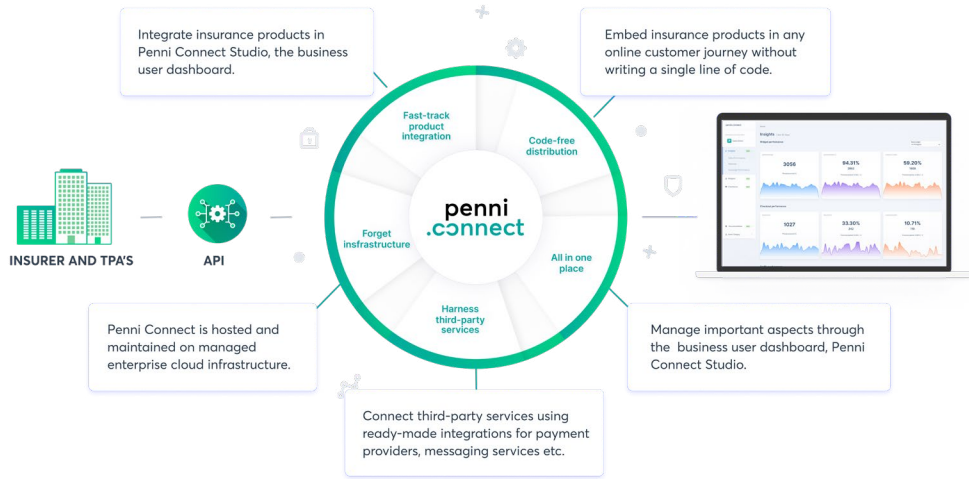 Integrate insurance products in
Penni Connect Studio, the business
user dashboard.
Embed insurance products in any
online customer journey without
writing a single line of code.
Fast-track
product
integration
Code-free
distribution
penni
.connect
Forget
insfrastructure
All in one
place
Harness
third-party
services
INSURER AND TPA'S
API
Insights
3058
94.31%
59.20%
1027
33.30%
10.71%
Penni Connect is hosted and
maintained on managed
enterprise cloud infrastructure.
Manage important aspects through
the business user dashboard, Penni
Connect Studio.
Connect third-party services using
ready-made integrations for payment
providers, messaging services etc.